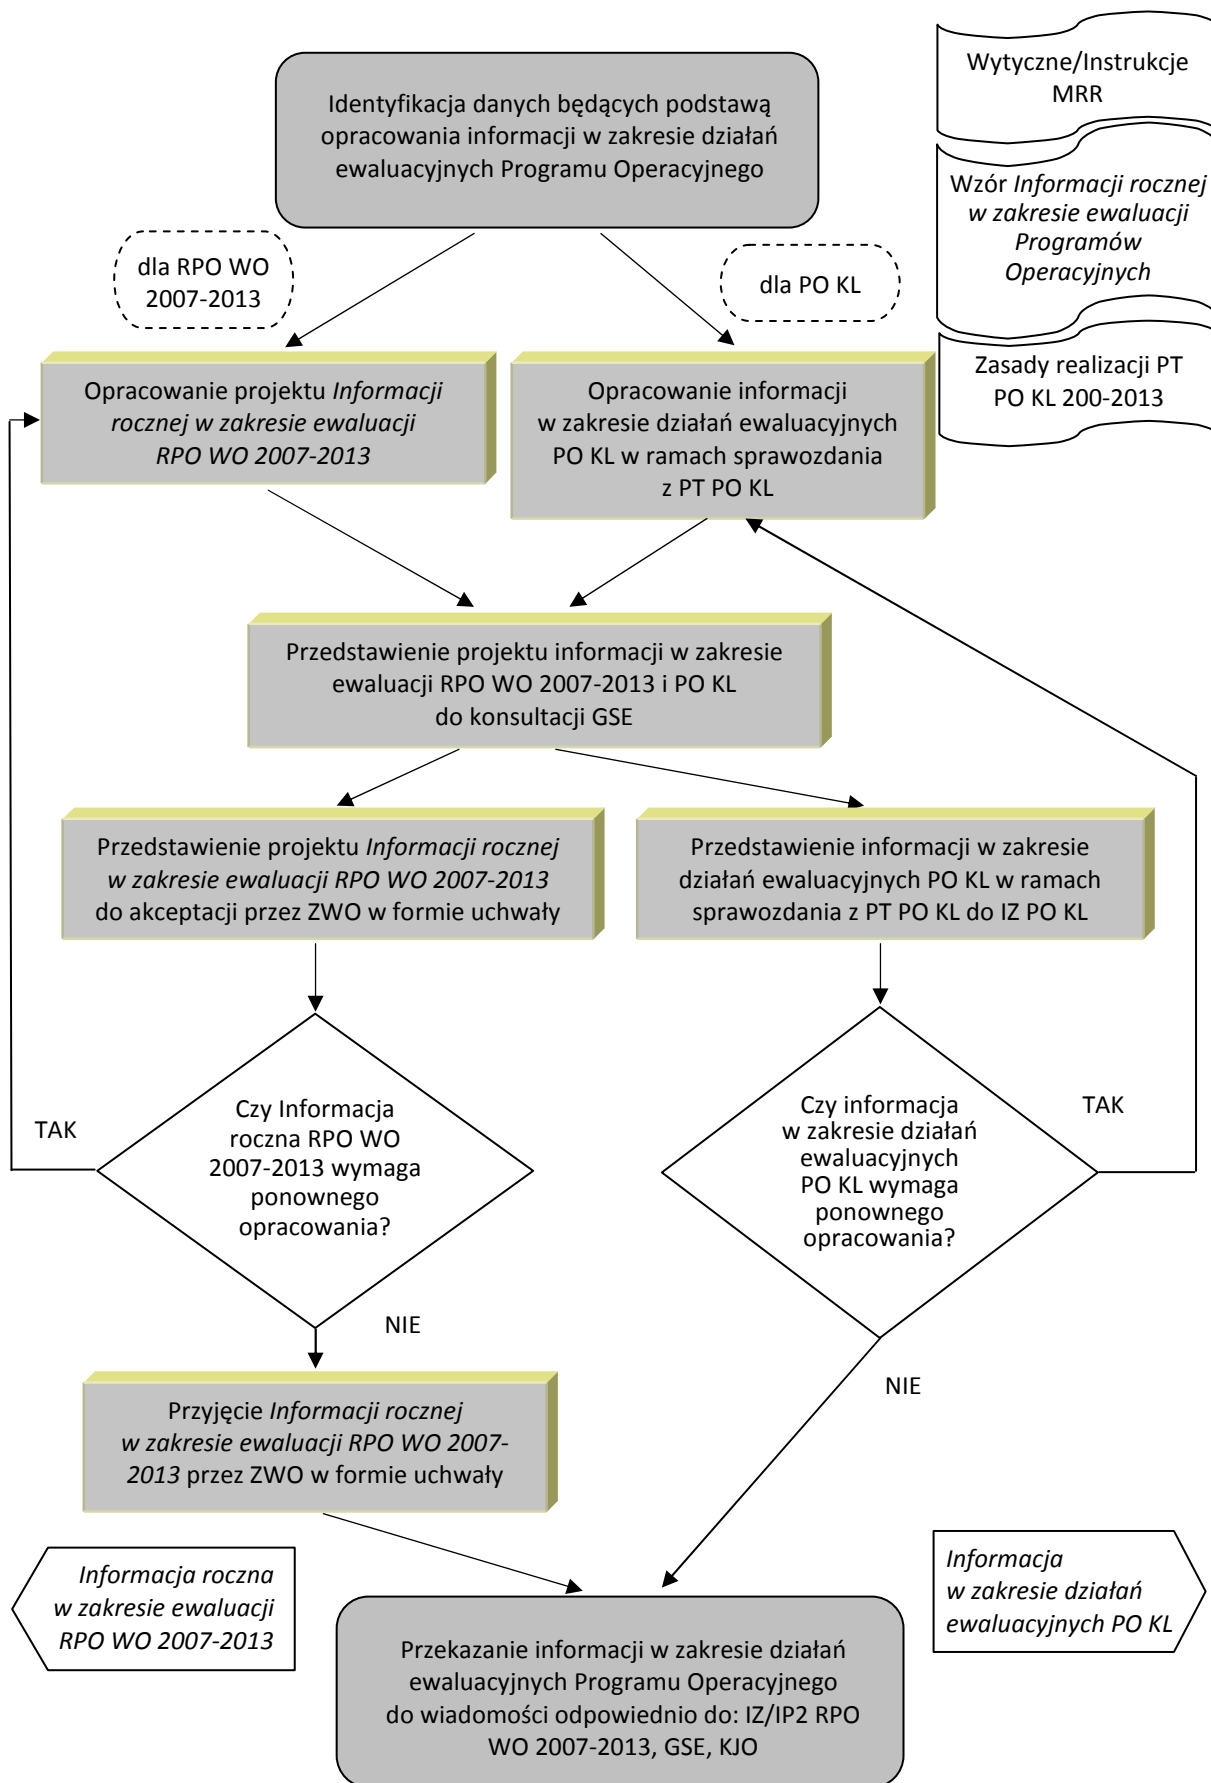 Wytyczne/Instrukcje
MRR
Identyfikacja danych będących podstawą
opracowania informacji w zakresie działań
ewaluacyjnych Programu Operacyjnego
Wzór Informacji rocznej
w zakresie ewaluacji
Programów
Operacyjnych
dla RPO WO
2007-2013
dla PO KL
Zasady realizacji PT
PO KL 200-2013
Opracowanie projektu Informacji
rocznej w zakresie ewaluacji
RPO WO 2007-2013
Opracowanie informacji
w zakresie działań ewaluacyjnych
PO KL w ramach sprawozdania
z PT PO KL
Przedstawienie projektu informacji w zakresie
ewaluacji RPO WO 2007-2013 i PO KL
do konsultacji GSE
Przedstawienie projektu Informacji rocznej
w zakresie ewaluacji RPO WO 2007-2013
do akceptacji przez ZWO w formie uchwały
Przedstawienie informacji w zakresie
działań ewaluacyjnych PO KL w ramach
sprawozdania z PT PO KL do IZ PO KL
TAK
Czy Informacja
roczna RPO WO
2007-2013 wymaga
ponownego
opracowania?
Czy informacja
w zakresie działań
ewaluacyjnych
PO KL wymaga
ponownego
opracowania?
TAK
NIE
NIE
Przyjęcie Informacji rocznej
w zakresie ewaluacji RPO WO 2007-
2013 przez ZWO w formie uchwały
Informacja roczna
w zakresie ewaluacji
RPO WO 2007-2013
Informacja
w zakresie działań
ewaluacyjnych PO KL
Przekazanie informacji w zakresie działań
ewaluacyjnych Programu Operacyjnego
do wiadomości odpowiednio do: IZ/IP2 RPO
WO 2007-2013, GSE, KJO